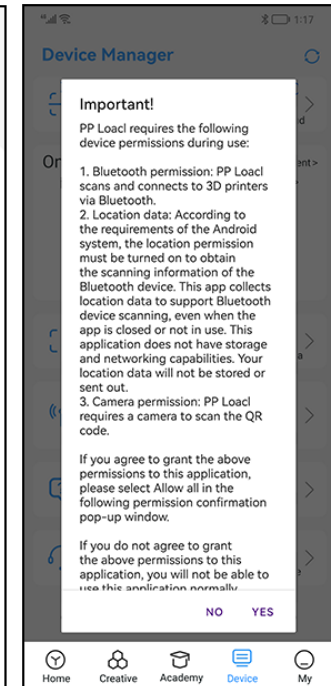 1:17
Device Manager
Important!
PP Loacl requires the following
device permissions during use:
1. Bluetooth permission: PP Loacl
scans and connects to 3D printers
via Bluetooth.
2. Location data: According to
the requirements of the Android
system, the location permission
must be turned on to obtain
the scanning information of the
Bluetooth device. This app collects
location data to support Bluetooth
device scanning, even when the
app is closed or not in use. This
application does not have storage
and networking capabilities. Your
location data will not be stored or
sent out.
3. Camera permission: PP Loacl
requires a camera to scan the QR
code.
If you agree to grant the above
permissions to this application,
please select Allow all in the
following permission confirmation
pop-up window.
If you do not agree to grant
the above permissions to this
application, you will not be able to
use this application normally
NO YES
Home Creative Academy Device My